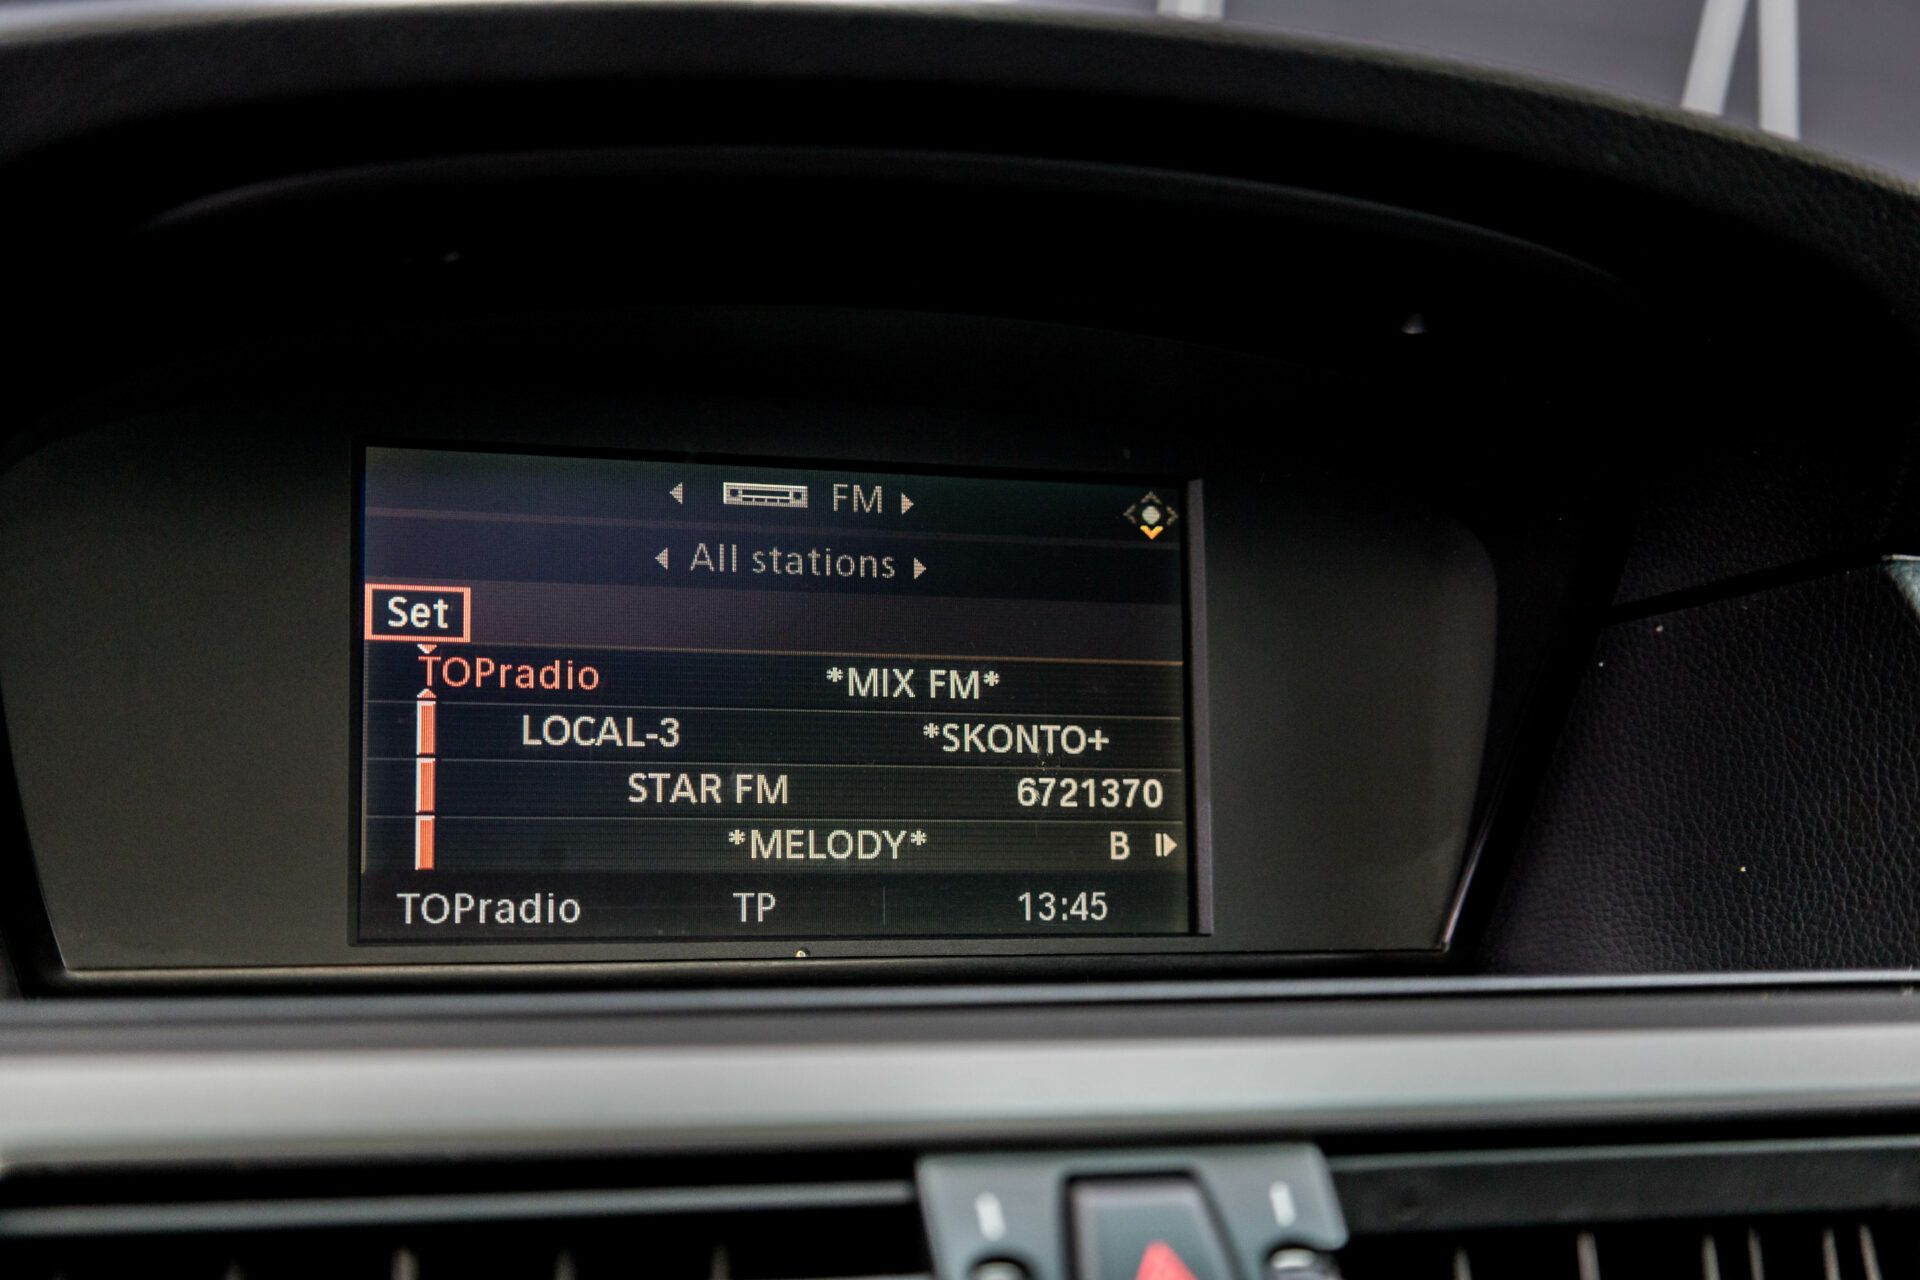 FM
All stations
Set
TOPradio *MIX FM*
LOCAL-3 *SKONTO+
STAR FM 6721370
*MELODY* B
TOPradio TP 13:45